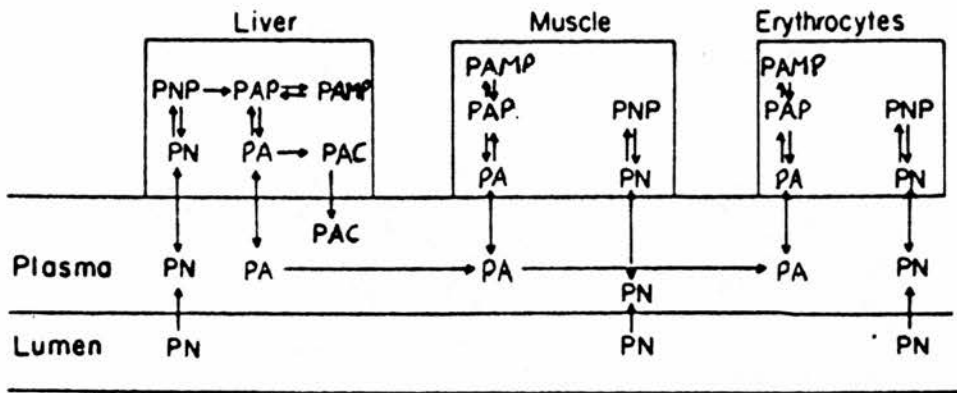 Liver Muscle Erythrocytes
PAMP PAMP
PNP PAP PAMP PAP PNP PAP PNP
PN PA PAC PA PN PA PN
PAC
Plasma PN PA PA PN PA PN
Lumen PN PN PN